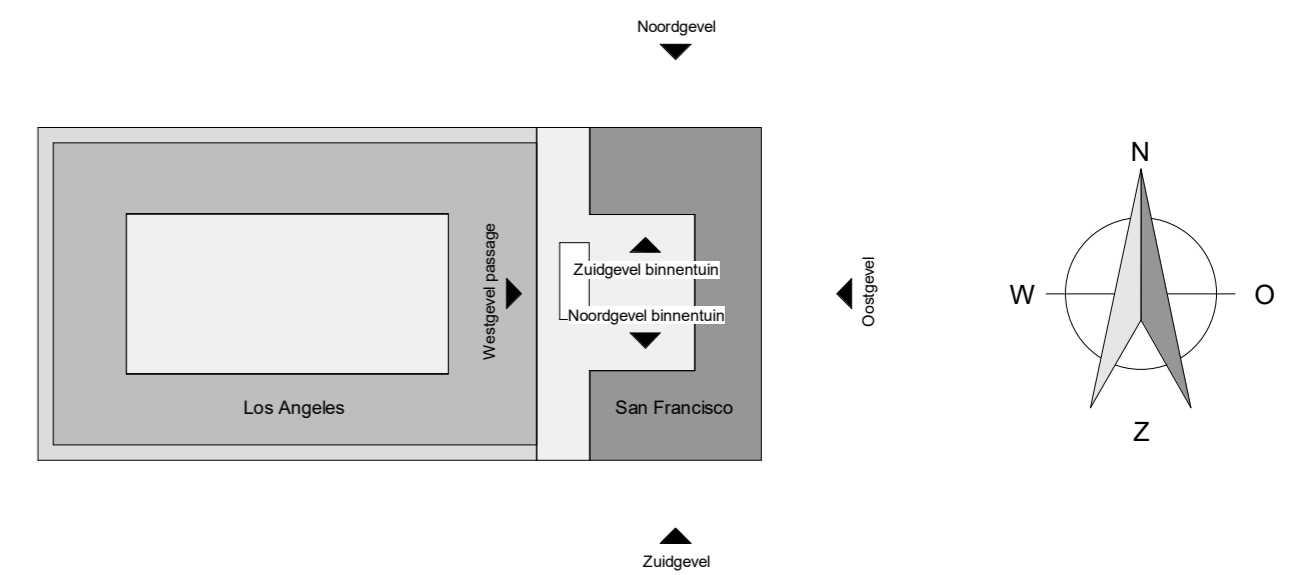 Noordgevel
N
Westgevel passage
Zuidgevel binnentuin
Oostgevel
W
O
Noordgevel binnentuin
Los Angeles
San Francisco
Z
Zuidgevel